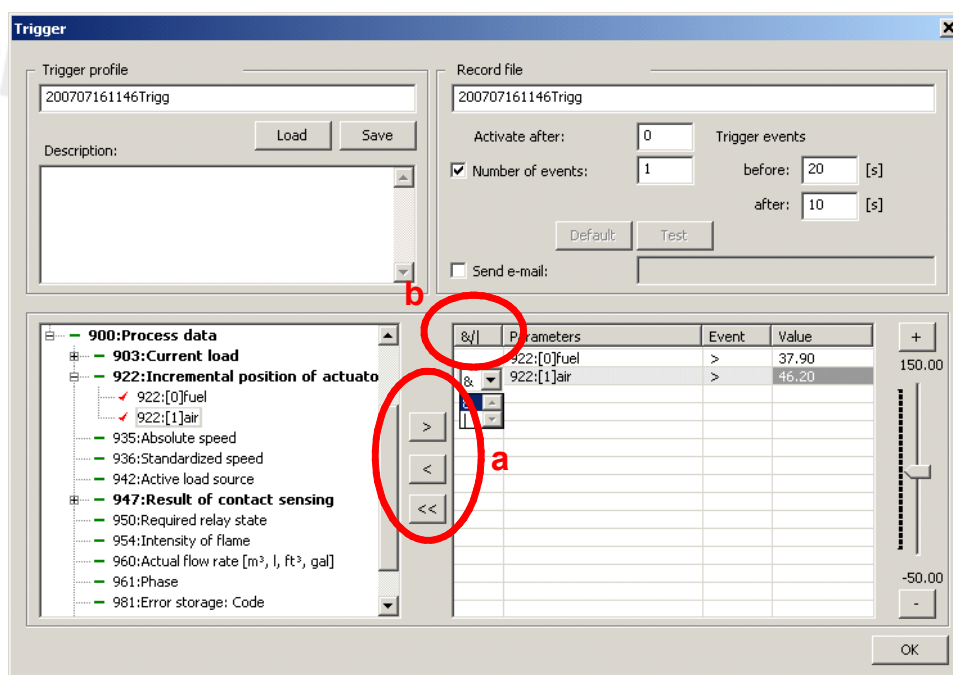 Trigger
Trigger profile
200707161146Trigg
Load Save
Description:
Record file
200707161146Trigg
Activate after: 0 Trigger events
Number of events: 1 before: 20 [s]
after: 10 [s]
Default Test
Send e-mail:
b
900:Process data
903:Current load
922:Incremental position of actuato
922:[0]fuel
922:[1]air
935:Absolute speed
936:Standardized speed
942:Active load source
947:Result of contact sensing
950:Required relay state
954:Intensity of flame
960:Actual flow rate [m³, l, ft³, gal]
961:Phase
981:Error storage: Code
>
<
<<
a
&/| Parameters Event Value
922:[0]fuel > 37.90
& 922:[1]air > 46.20
&
|
+
150.00
-50.00
-
OK